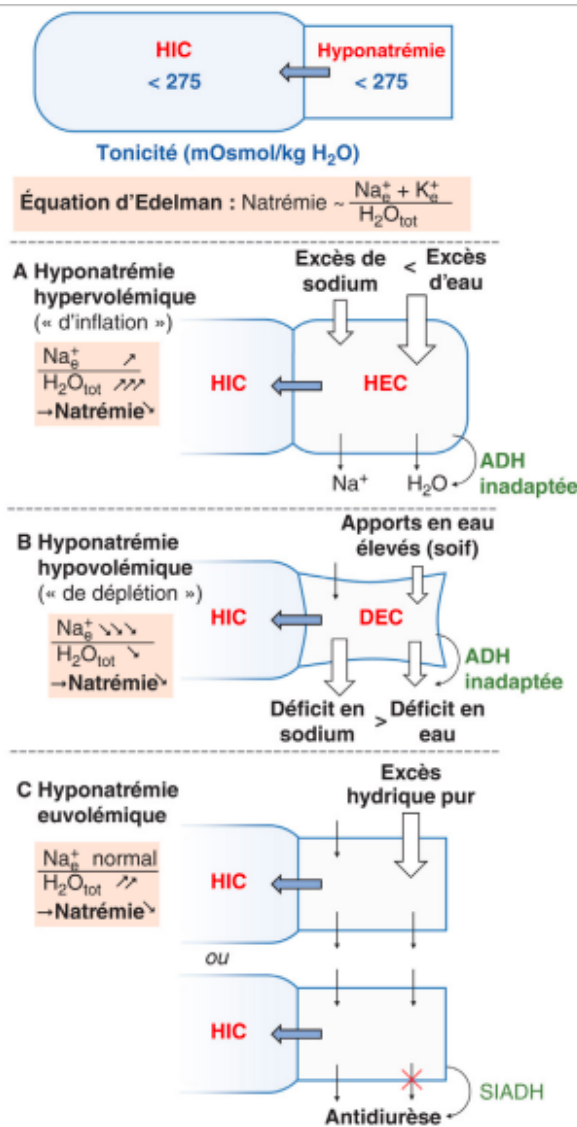 HIC
< 275
Hyponatrémie
< 275
Tonicité (mOsmol/kg H₂O)
Équation d'Edelman : Natrémie ~ Na⁺ₑ + K⁺ₑ
H₂Oₜₒₜ
A Hyponatrémie
hypervolémique
(« d'inflation »)
Na⁺ₑ ↗
H₂Oₜₒₜ ↗↗↗
→Natrémie↘
Excès de
sodium
<
Excès
d'eau
HIC
HEC
Na⁺
H₂O
ADH
inadaptée
B Hyponatrémie
hypovolémique
(« de déplétion »)
Na⁺ₑ ↘↘↘
H₂Oₜₒₜ ↘
→Natrémie↘
Apports en eau
élevés (soif)
HIC
DEC
ADH
inadaptée
Déficit en
sodium
>
Déficit en
eau
C Hyponatrémie
euvolémique
Na⁺ₑ normal
H₂Oₜₒₜ ↗↗
→Natrémie↘
Excès
hydrique pur
HIC
ou
HIC
SIADH
Antidiurèse